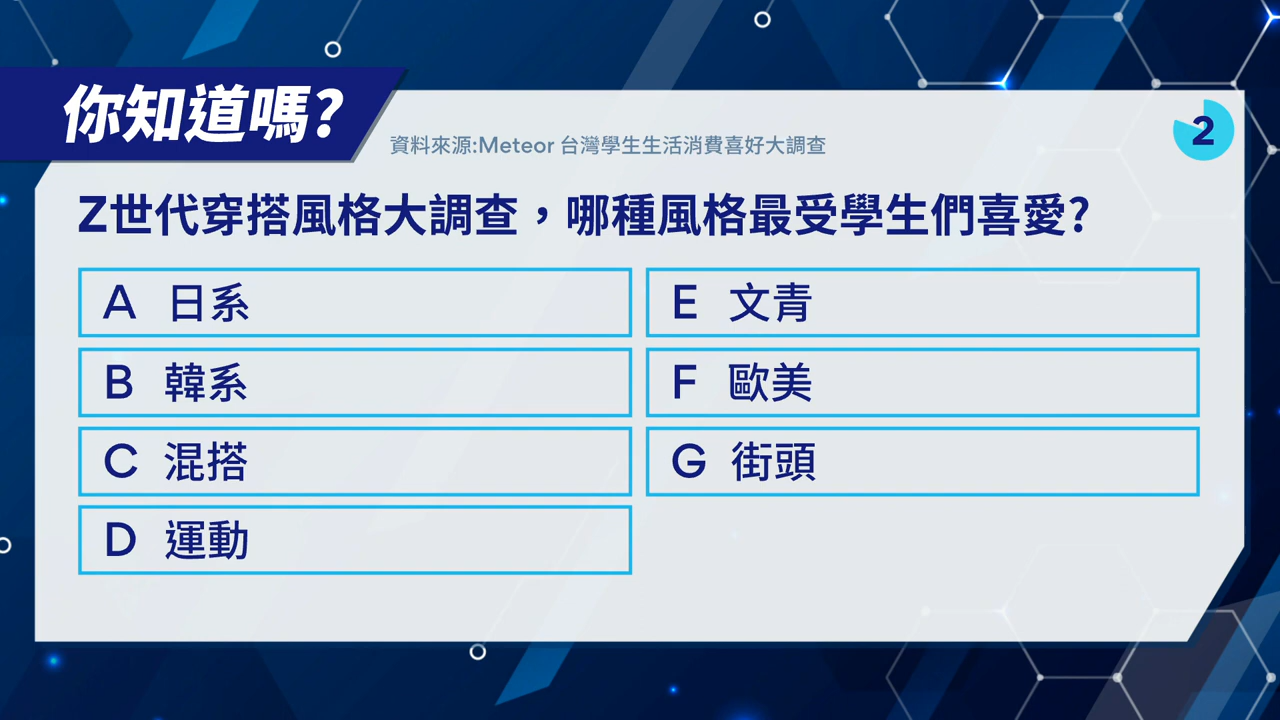 你知道嗎?
資料來源:Meteor 台灣學生生活消費喜好大調查
2
Z世代穿搭風格大調查，哪種風格最受學生們喜愛?
A 日系
B 韓系
C 混搭
D 運動
E 文青
F 歐美
G 街頭